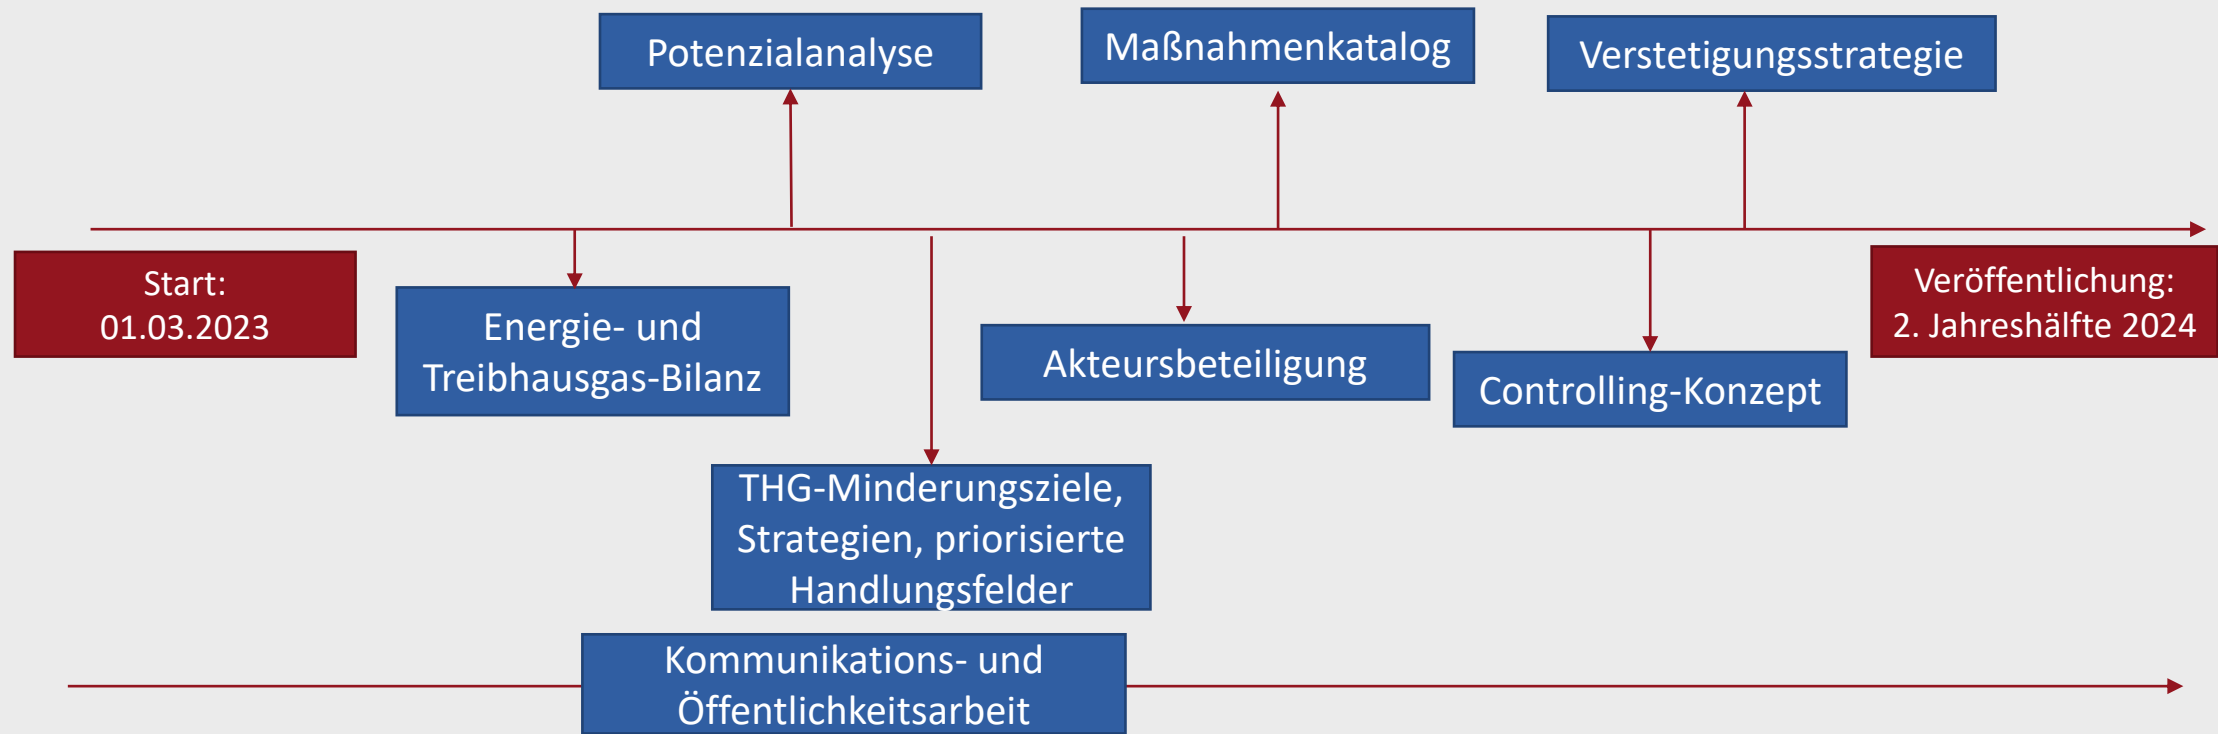 Potenzialanalyse
Maßnahmenkatalog
Verstetigungsstrategie
Start:
01.03.2023
Veröffentlichung:
2. Jahreshälfte 2024
Energie- und
Treibhausgas-Bilanz
Akteursbeteiligung
Controlling-Konzept
THG-Minderungsziele,
Strategien, priorisierte
Handlungsfelder
Kommunikations- und
Öffentlichkeitsarbeit